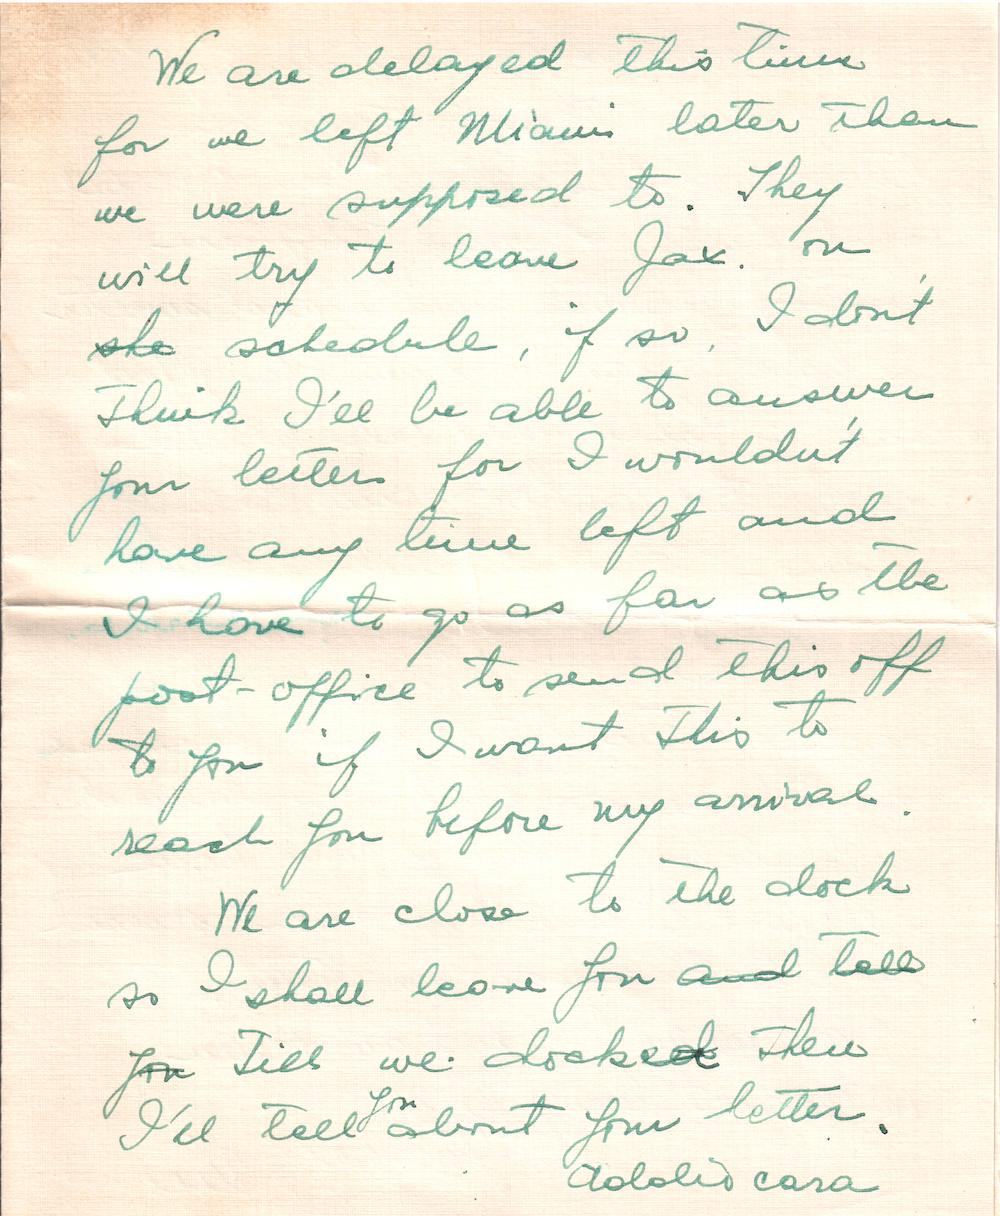 We are delayed this time
for we left Miami later than
we were supposed to. They
will try to leave Jax. on
she schedule, if so, I don't
think I'll be able to answer
your letters for I wouldn't
have any time left and
I have to go as far as the
post-office to send this off
to you if I want this to
reach you before my arrival.
We are close to the dock
so I shall leave you and tell
you till we docked then
I'll tell you about your letter.
Addio cara